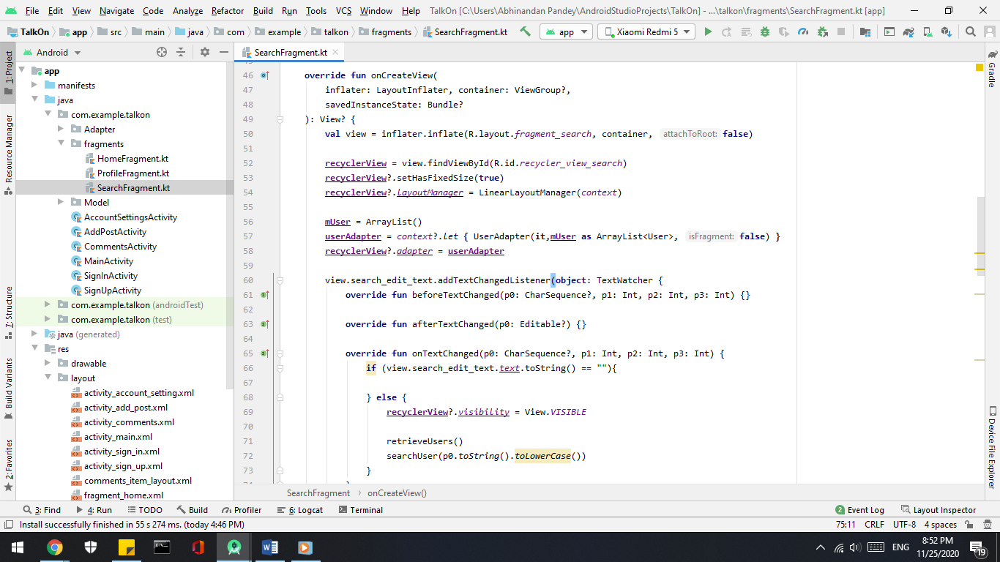 File Edit View Navigate Code Analyze Refactor Build Run Tools VCS Window Help TalkOn [C:\Users\Abhinandan Pandey\AndroidStudioProjects\TalkOn] - ...\talkon\fragments\SearchFragment.kt [app]
TalkOn app src main java com example talkon fragments SearchFragment.kt app Xiaomi Redmi 5
Android
SearchFragment.kt
1: Project
Resource Manager
7: Structure
Build Variants
2: Favorites
app
manifests
java
com.example.talkon
Adapter
fragments
HomeFragment.kt
ProfileFragment.kt
SearchFragment.kt
Model
AccountSettingsActivity
AddPostActivity
CommentsActivity
MainActivity
SignInActivity
SignUpActivity
com.example.talkon (androidTest)
com.example.talkon (test)
java (generated)
res
drawable
layout
activity_account_setting.xml
activity_add_post.xml
activity_comments.xml
activity_main.xml
activity_sign_in.xml
activity_sign_up.xml
comments_item_layout.xml
fragment_home.xml
46 override fun onCreateView(
47 inflater: LayoutInflater, container: ViewGroup?,
48 savedInstanceState: Bundle?
49 ): View? {
50 val view = inflater.inflate(R.layout.fragment_search, container, attachToRoot: false)
51
52 recyclerView = view.findViewById(R.id.recycler_view_search)
53 recyclerView?.setHasFixedSize(true)
54 recyclerView?.layoutManager = LinearLayoutManager(context)
55
56 mUser = ArrayList()
57 userAdapter = context?.let { UserAdapter(it,mUser as ArrayList<User>, isFragment: false) }
58 recyclerView?.adapter = userAdapter
59
60 view.search_edit_text.addTextChangedListener(object: TextWatcher {
61 override fun beforeTextChanged(p0: CharSequence?, p1: Int, p2: Int, p3: Int) {}
62
63 override fun afterTextChanged(p0: Editable?) {}
64
65 override fun onTextChanged(p0: CharSequence?, p1: Int, p2: Int, p3: Int) {
66 if (view.search_edit_text.text.toString() == ""){
67
68 } else {
69 recyclerView?.visibility = View.VISIBLE
70
71 retrieveUsers()
72 searchUser(p0.toString().toLowerCase())
73 }
Gradle
Device File Explorer
SearchFragment onCreateView()
3: Find 4: Run TODO Build Profiler 6: Logcat Terminal 2 Event Log Layout Inspector
Install successfully finished in 55 s 274 ms. (today 4:46 PM) 75:11 CRLF UTF-8 4 spaces
ENG 8:52 PM
11/25/2020 19